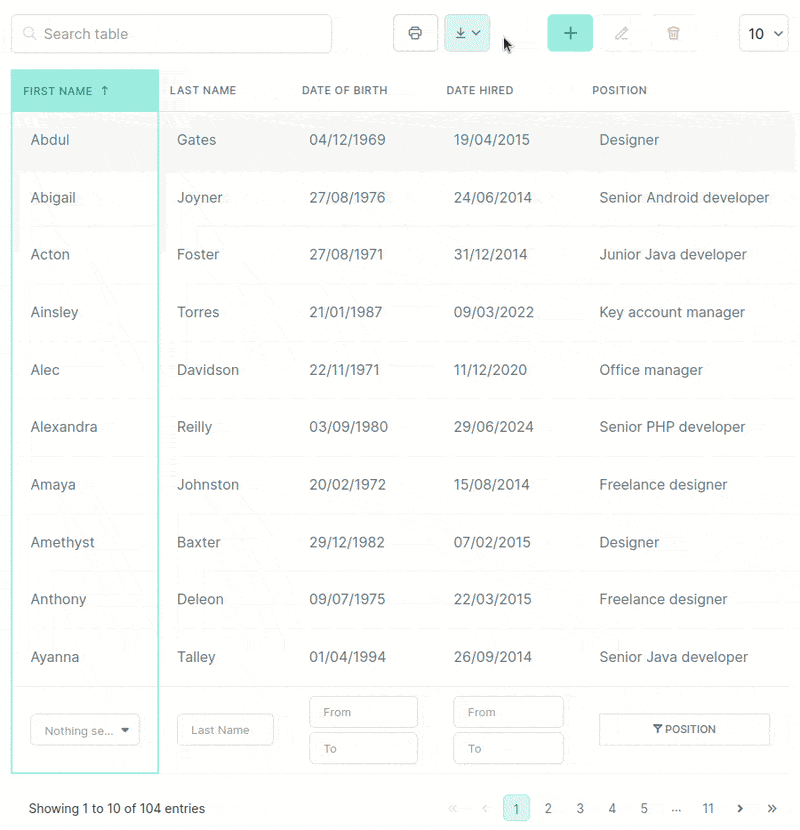 Search table
10
FIRST NAME ↑ LAST NAME DATE OF BIRTH DATE HIRED POSITION
Abdul Gates 04/12/1969 19/04/2015 Designer
Abigail Joyner 27/08/1976 24/06/2014 Senior Android developer
Acton Foster 27/08/1971 31/12/2014 Junior Java developer
Ainsley Torres 21/01/1987 09/03/2022 Key account manager
Alec Davidson 22/11/1971 11/12/2020 Office manager
Alexandra Reilly 03/09/1980 29/06/2024 Senior PHP developer
Amaya Johnston 20/02/1972 15/08/2014 Freelance designer
Amethyst Baxter 29/12/1982 07/02/2015 Designer
Anthony Deleon 09/07/1975 22/03/2015 Freelance designer
Ayanna Talley 01/04/1994 26/09/2014 Senior Java developer
From From
Nothing se... Last Name POSITION
To To
Showing 1 to 10 of 104 entries « ‹ 1 2 3 4 5 ... 11 › »